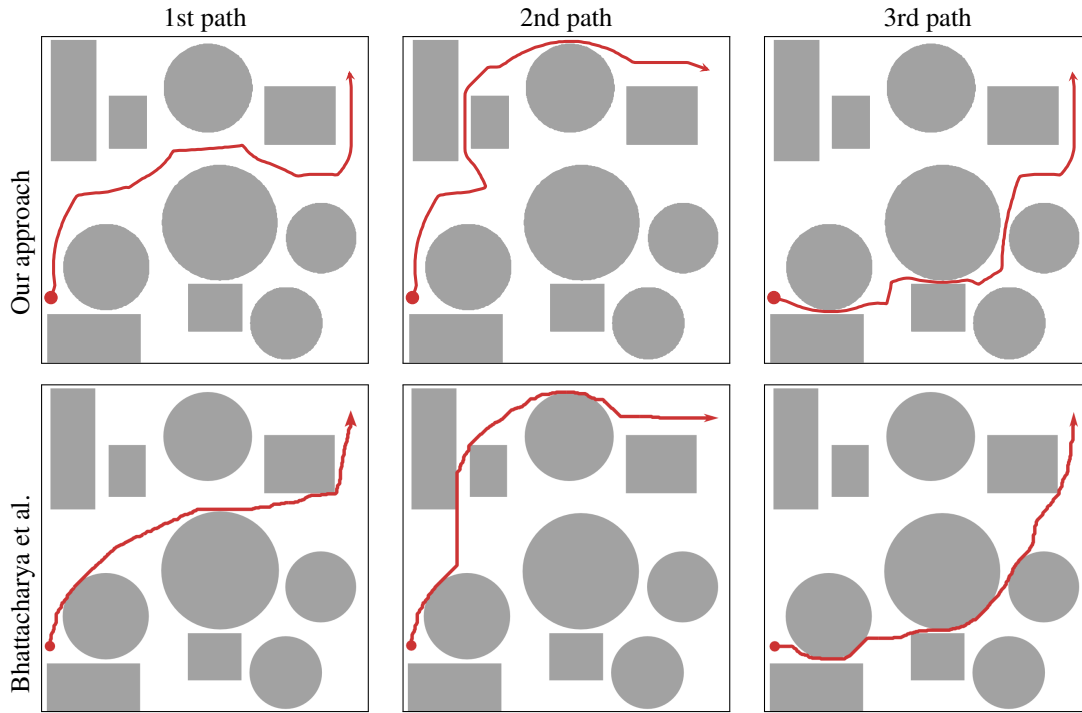 1st path
2nd path
3rd path
Our approach
Bhattacharya et al.